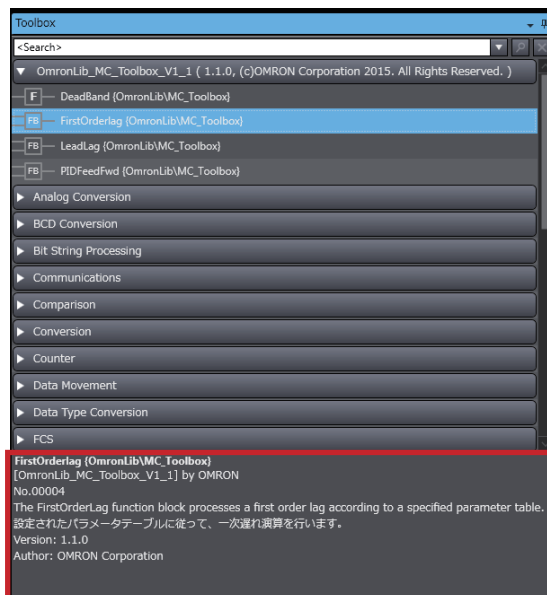 Toolbox
<Search>
OmronLib_MC_Toolbox_V1_1 ( 1.1.0, (c)OMRON Corporation 2015. All Rights Reserved. )
F DeadBand {OmronLib\MC_Toolbox}
FB FirstOrderlag {OmronLib\MC_Toolbox}
FB LeadLag {OmronLib\MC_Toolbox}
FB PIDFeedFwd {OmronLib\MC_Toolbox}
Analog Conversion
BCD Conversion
Bit String Processing
Communications
Comparison
Conversion
Counter
Data Movement
Data Type Conversion
FCS
FirstOrderlag {OmronLib\MC_Toolbox}
[OmronLib_MC_Toolbox_V1_1] by OMRON
No.00004
The FirstOrderLag function block processes a first order lag according to a specified parameter table.
設定されたパラメータテーブルに従って、一次遅れ演算を行います。
Version: 1.1.0
Author: OMRON Corporation